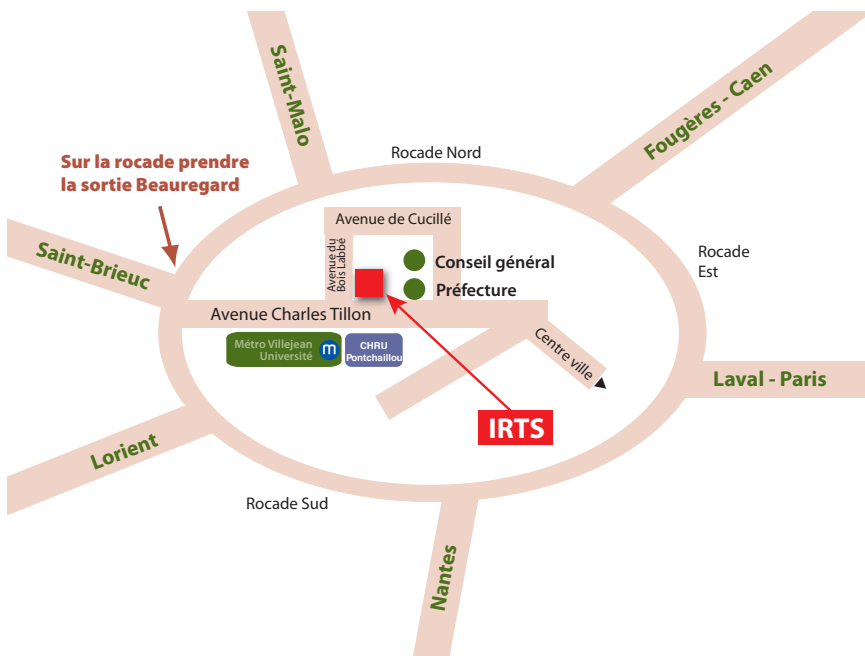 Saint-Malo
Fougères - Caen
Rocade Nord
Sur la rocade prendre
la sortie Beauregard
Avenue de Cucillé
Avenue du
Bois Labbé
Saint-Brieuc
Conseil général
Préfecture
Rocade
Est
Avenue Charles Tillon
Métro Villejean
Université
m
CHRU
Pontchaillou
Centre ville
Laval - Paris
IRTS
Lorient
Rocade Sud
Nantes